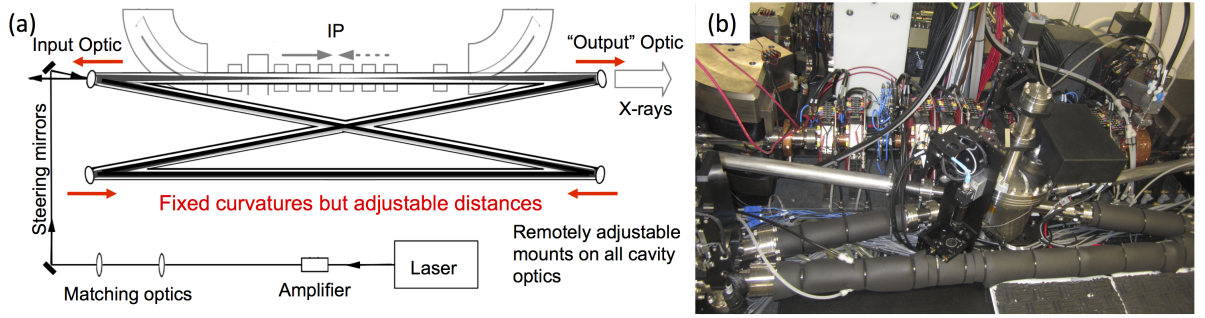 (a)
Input Optic
IP
“Output” Optic
X-rays
Steering mirrors
Fixed curvatures but adjustable distances
Remotely adjustable
mounts on all cavity
optics
Laser
Amplifier
Matching optics
(b)